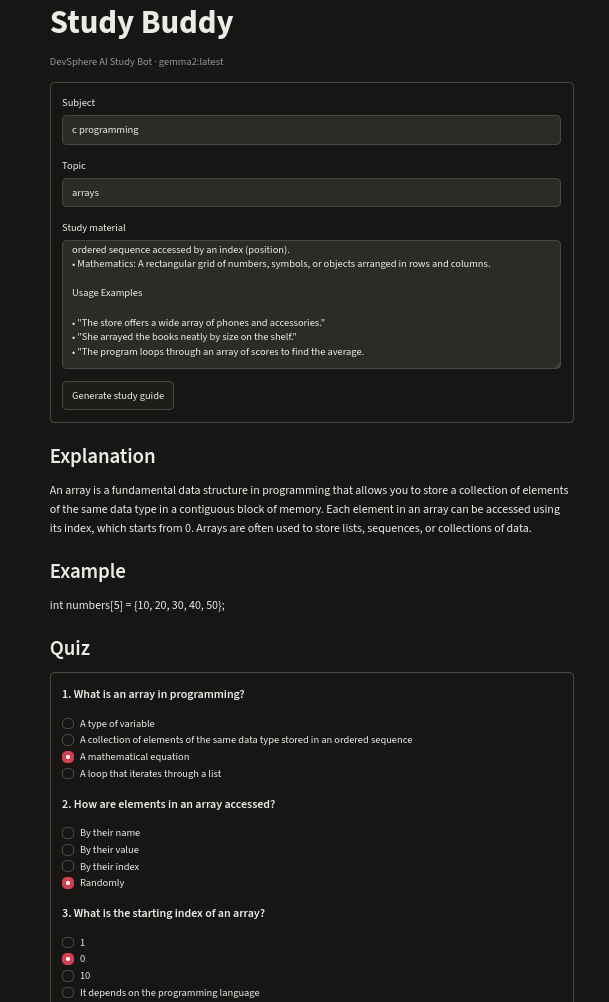 Study Buddy
DevSphere AI Study Bot · gemma2:latest
Subject
c programming
Topic
arrays
Study material
ordered sequence accessed by an index (position).
• Mathematics: A rectangular grid of numbers, symbols, or objects arranged in rows and columns.
Usage Examples
• "The store offers a wide array of phones and accessories."
• "She arrayed the books neatly by size on the shelf."
• "The program loops through an array of scores to find the average.
Generate study guide
Explanation
An array is a fundamental data structure in programming that allows you to store a collection of elements
of the same data type in a contiguous block of memory. Each element in an array can be accessed using
its index, which starts from 0. Arrays are often used to store lists, sequences, or collections of data.
Example
int numbers[5] = {10, 20, 30, 40, 50};
Quiz
1. What is an array in programming?
A type of variable
A collection of elements of the same data type stored in an ordered sequence
A mathematical equation
A loop that iterates through a list
2. How are elements in an array accessed?
By their name
By their value
By their index
Randomly
3. What is the starting index of an array?
1
0
10
It depends on the programming language